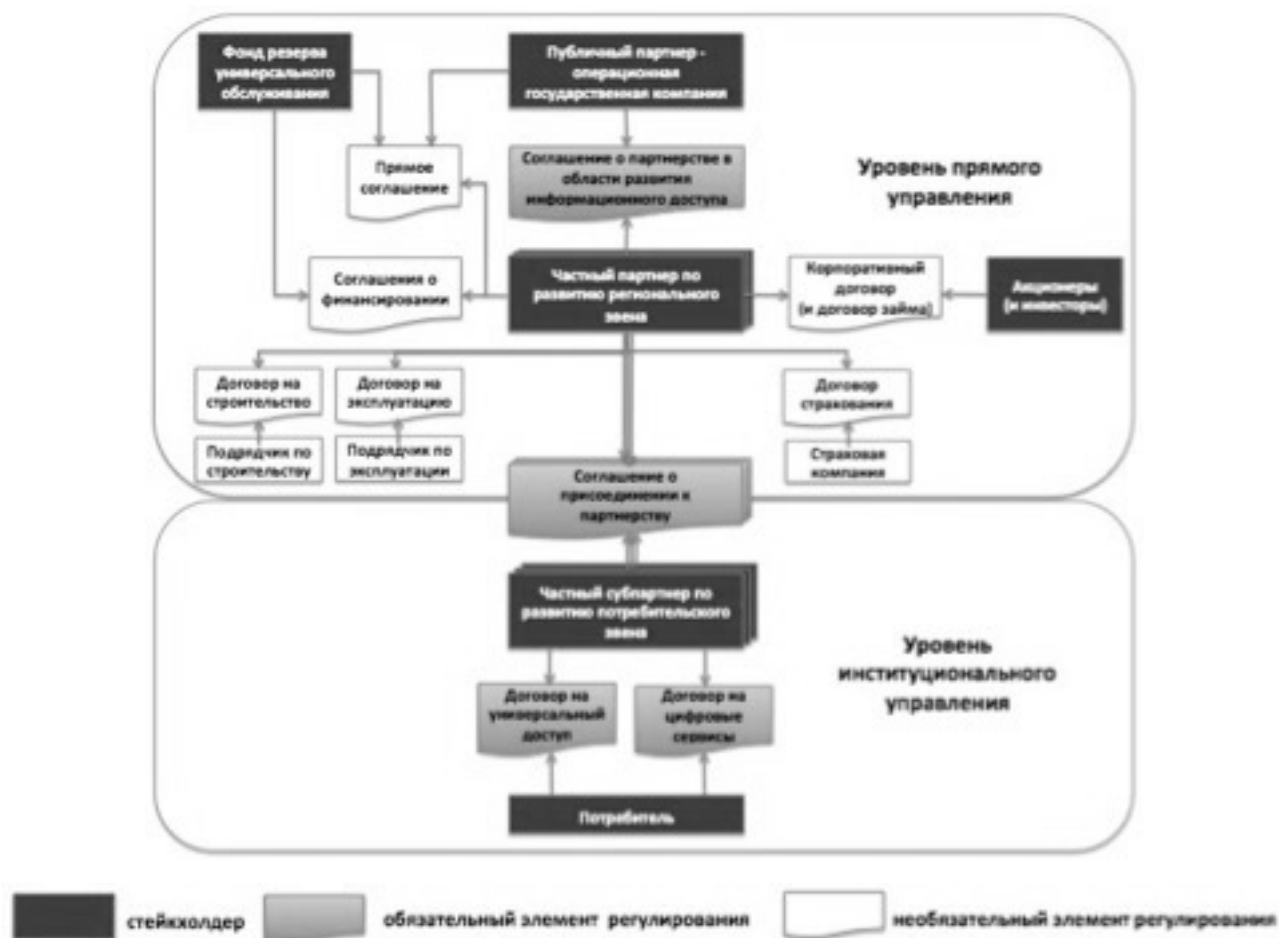 Фонд резерва
универсального
обслуживания
Публичный партнер -
операционная
государственная компания
Прямое
соглашение
Соглашение о партнерстве в
области развития
информационного доступа
Уровень прямого
управления
Соглашения о
финансировании
Частный партнер по
развитию регионального
звена
Корпоративный
договор
(и договор займа)
Акционеры
(и инвесторы)
Договор на
строительство
Договор на
эксплуатацию
Договор
страхования
Подрядчик по
строительству
Подрядчик по
эксплуатации
Страховая
компания
Соглашение о
присоединении к
партнерству
Частный субпартнер по
развитию потребительского
звена
Уровень
институционального
управления
Договор на
универсальный
доступ
Договор на
цифровые
сервисы
Потребитель
стейкхолдер
обязательный элемент регулирования
необязательный элемент регулирования